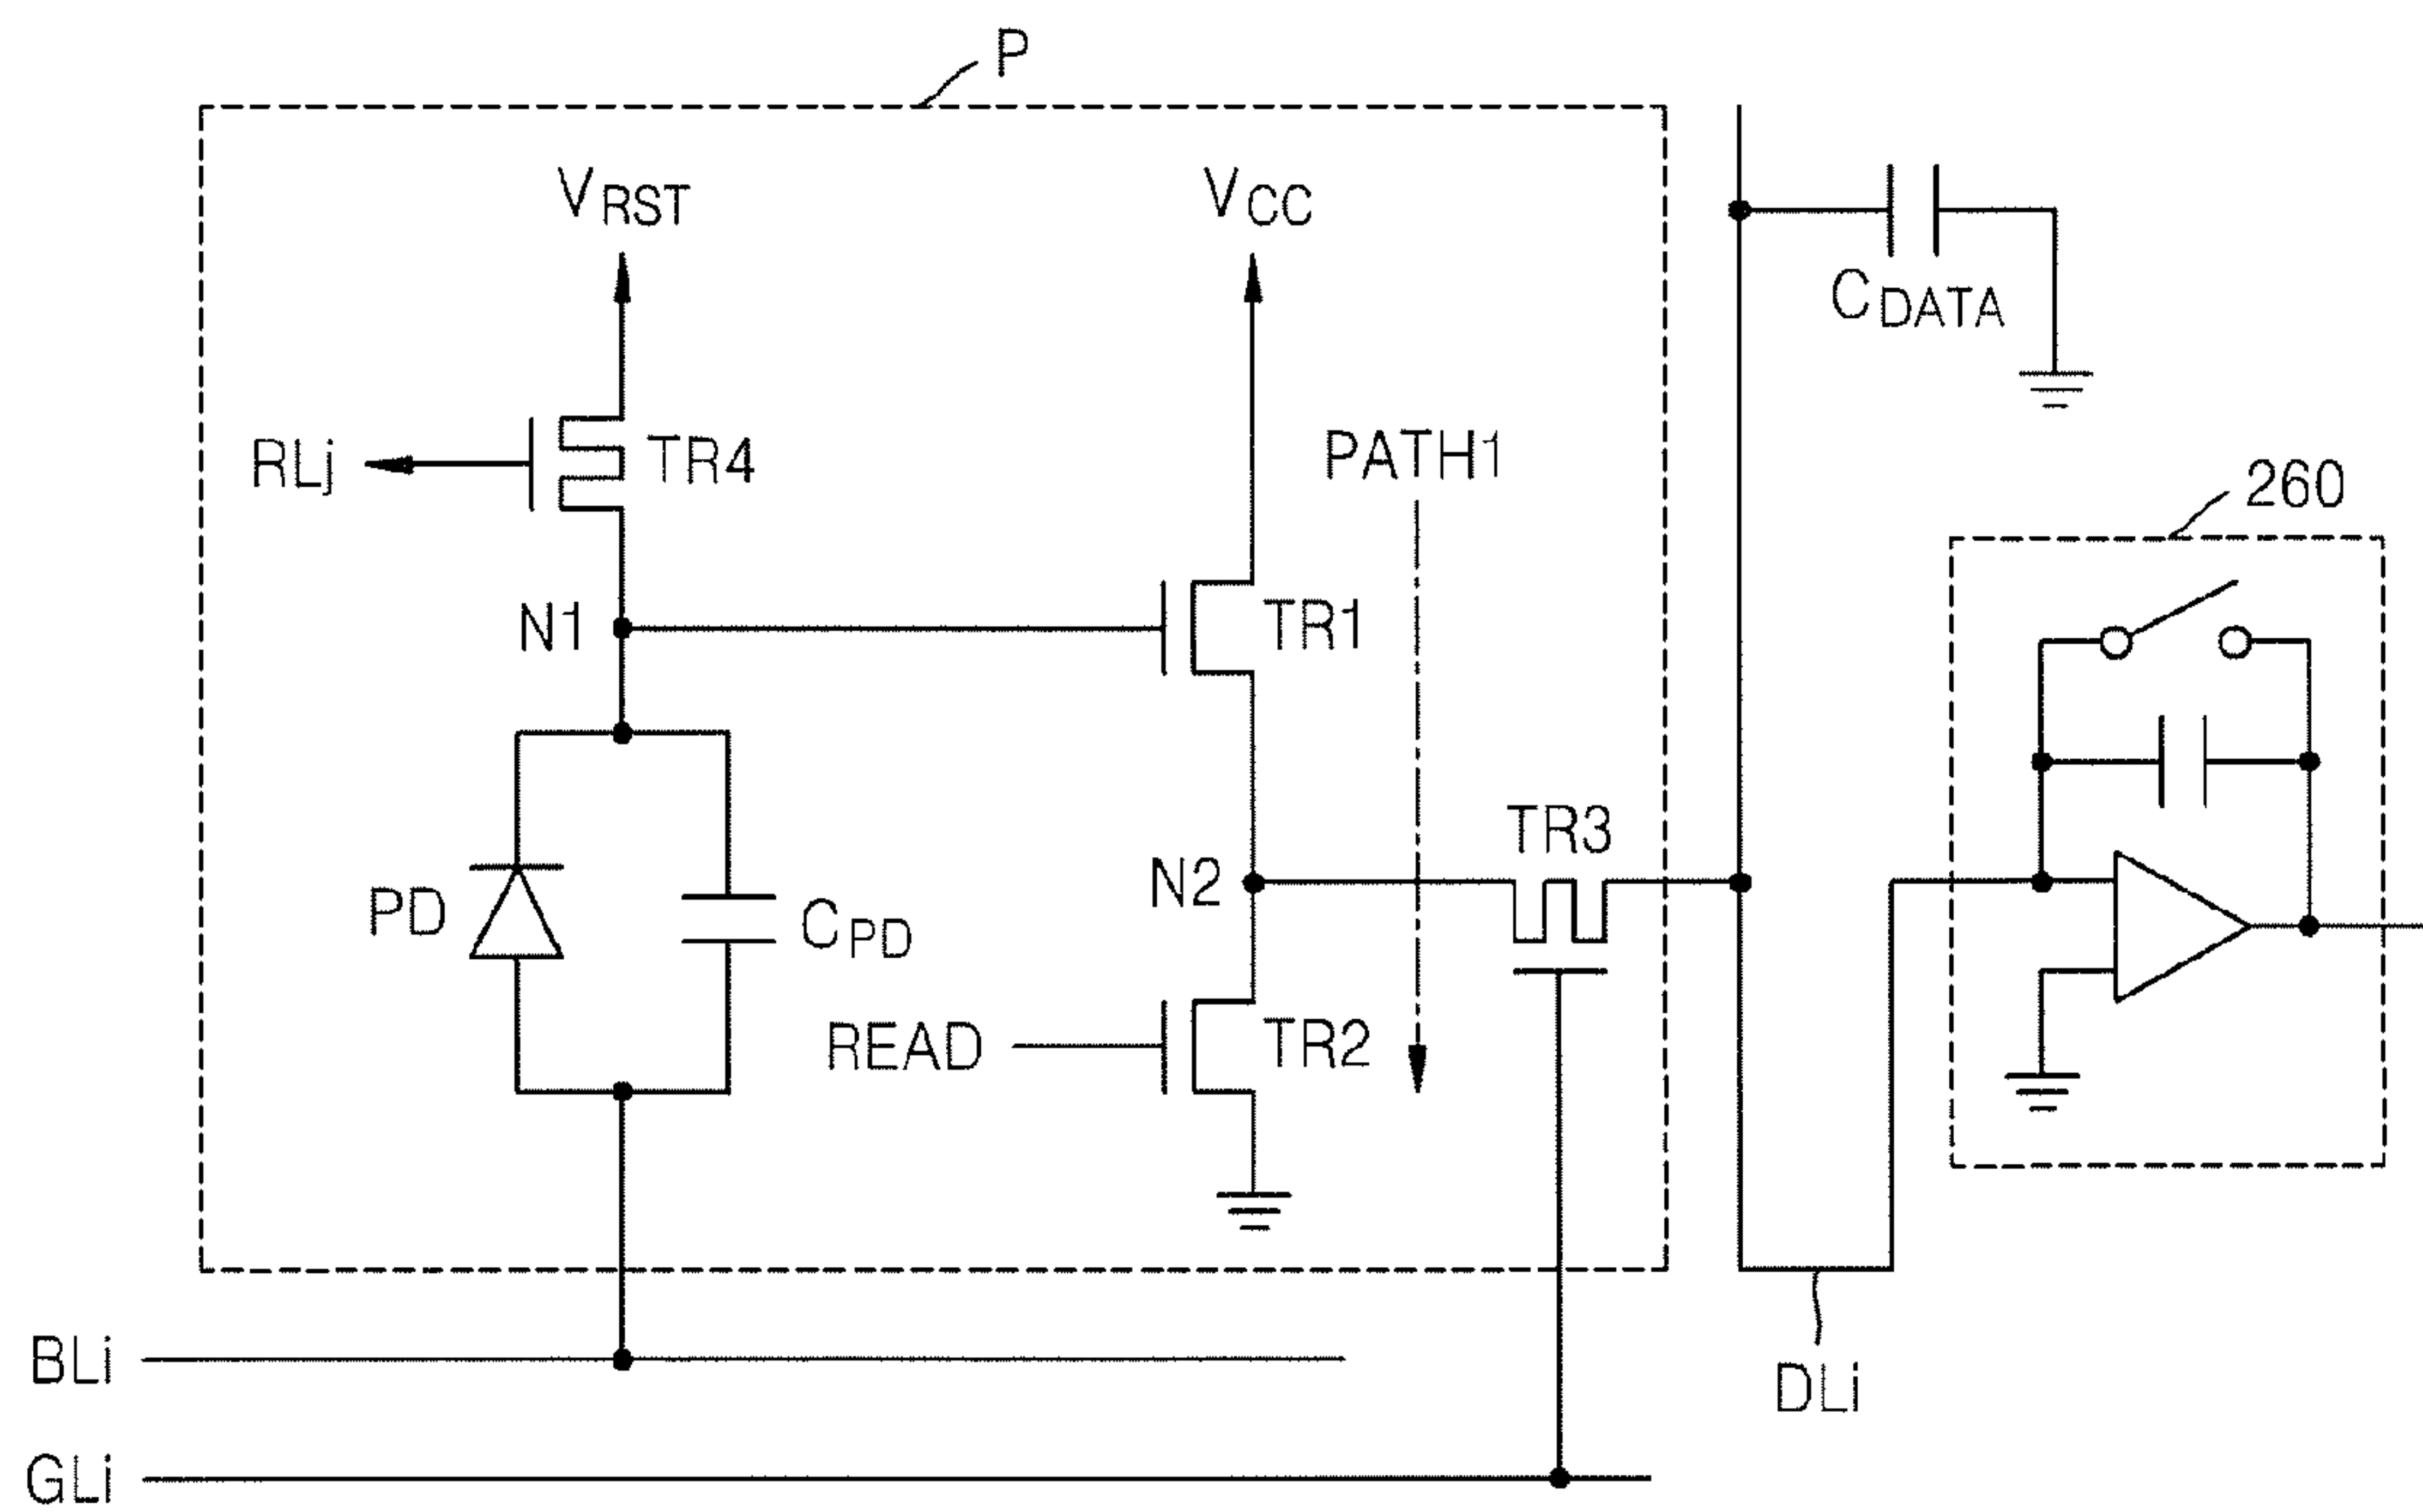 P
VRST
VCC
CDATA
RLj
TR4
PATH1
260
N1
TR1
TR3
N2
PD
CPD
READ
TR2
BLi
DLi
GLi